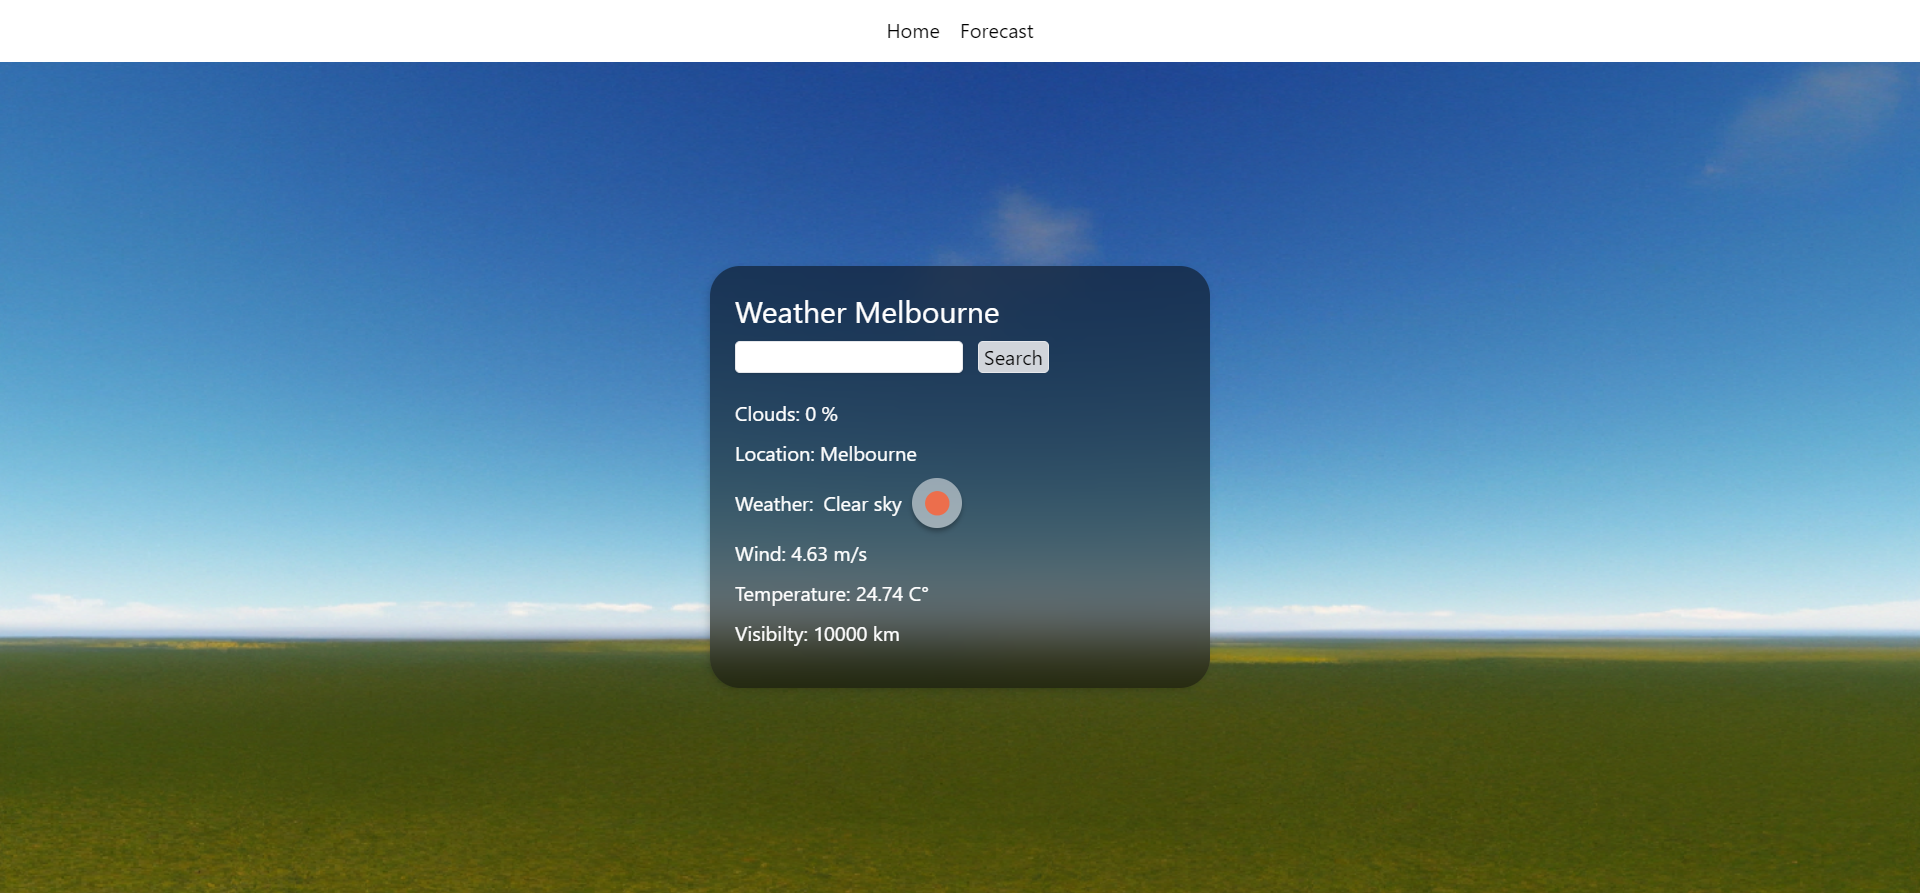 Home Forecast
Weather Melbourne
Search
Clouds: 0 %
Location: Melbourne
Weather: Clear sky
Wind: 4.63 m/s
Temperature: 24.74 C°
Visibilty: 10000 km